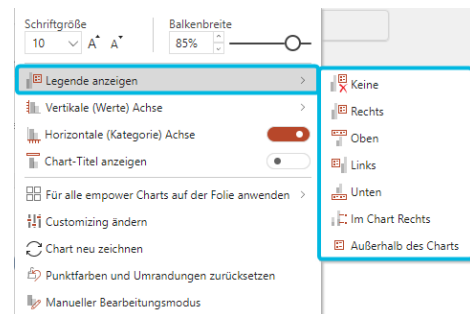 Schriftgröße
Balkenbreite
10
A A
85%
Legende anzeigen
Vertikale (Werte) Achse
Horizontale (Kategorie) Achse
Chart-Titel anzeigen
Für alle empower Charts auf der Folie anwenden
Customizing ändern
Chart neu zeichnen
Punktfarben und Umrandungen zurücksetzen
Manueller Bearbeitungsmodus
Keine
Rechts
Oben
Links
Unten
Im Chart Rechts
Außerhalb des Charts